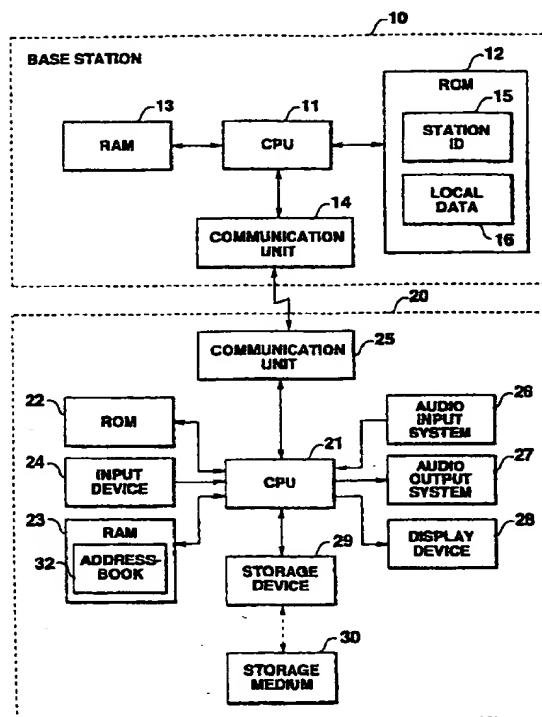 10
BASE STATION
12
ROM
13
RAM
11
CPU
15
STATION
ID
LOCAL
DATA
16
14
COMMUNICATION
UNIT
20
COMMUNICATION
UNIT
25
22
ROM
24
INPUT
DEVICE
23
RAM
32
ADDRESS-
BOOK
21
CPU
29
STORAGE
DEVICE
30
STORAGE
MEDIUM
26
AUDIO
INPUT
SYSTEM
27
AUDIO
OUTPUT
SYSTEM
28
DISPLAY
DEVICE